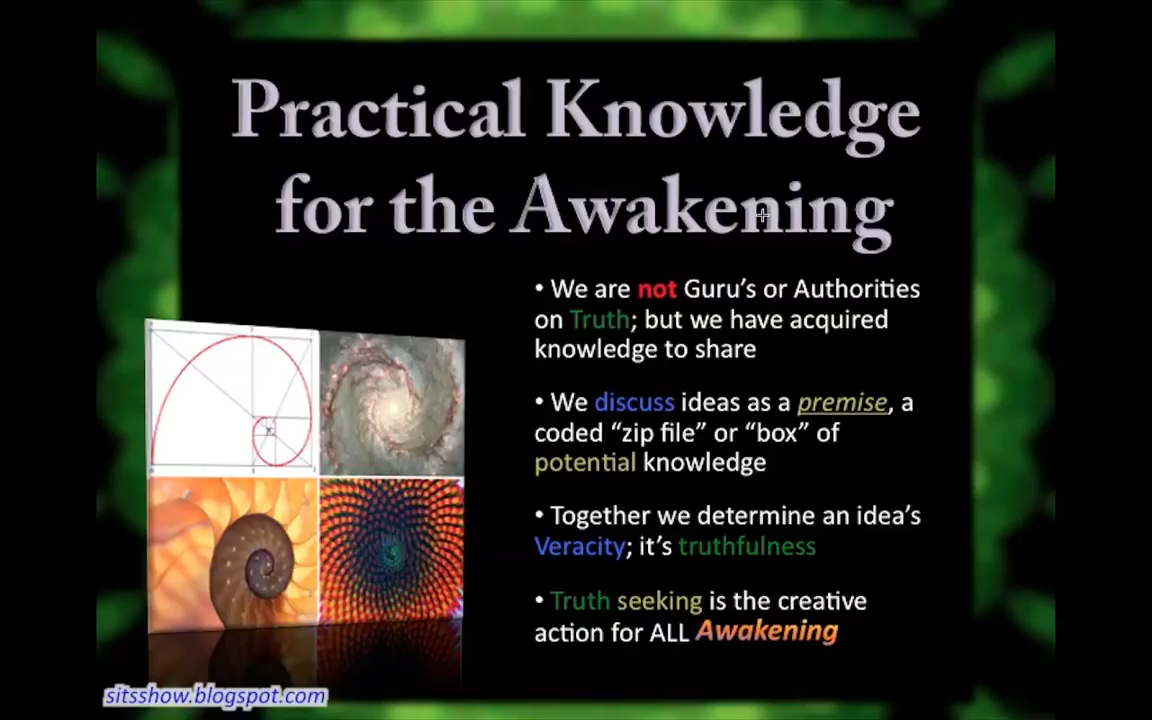 Practical Knowledge
for the Awakening
• We are not Guru's or Authorities
on Truth; but we have acquired
knowledge to share
• We discuss ideas as a premise, a
coded “zip file” or “box” of
potential knowledge
• Together we determine an idea's
Veracity; it's truthfulness
• Truth seeking is the creative
action for ALL Awakening
sitsshow.blogspot.com